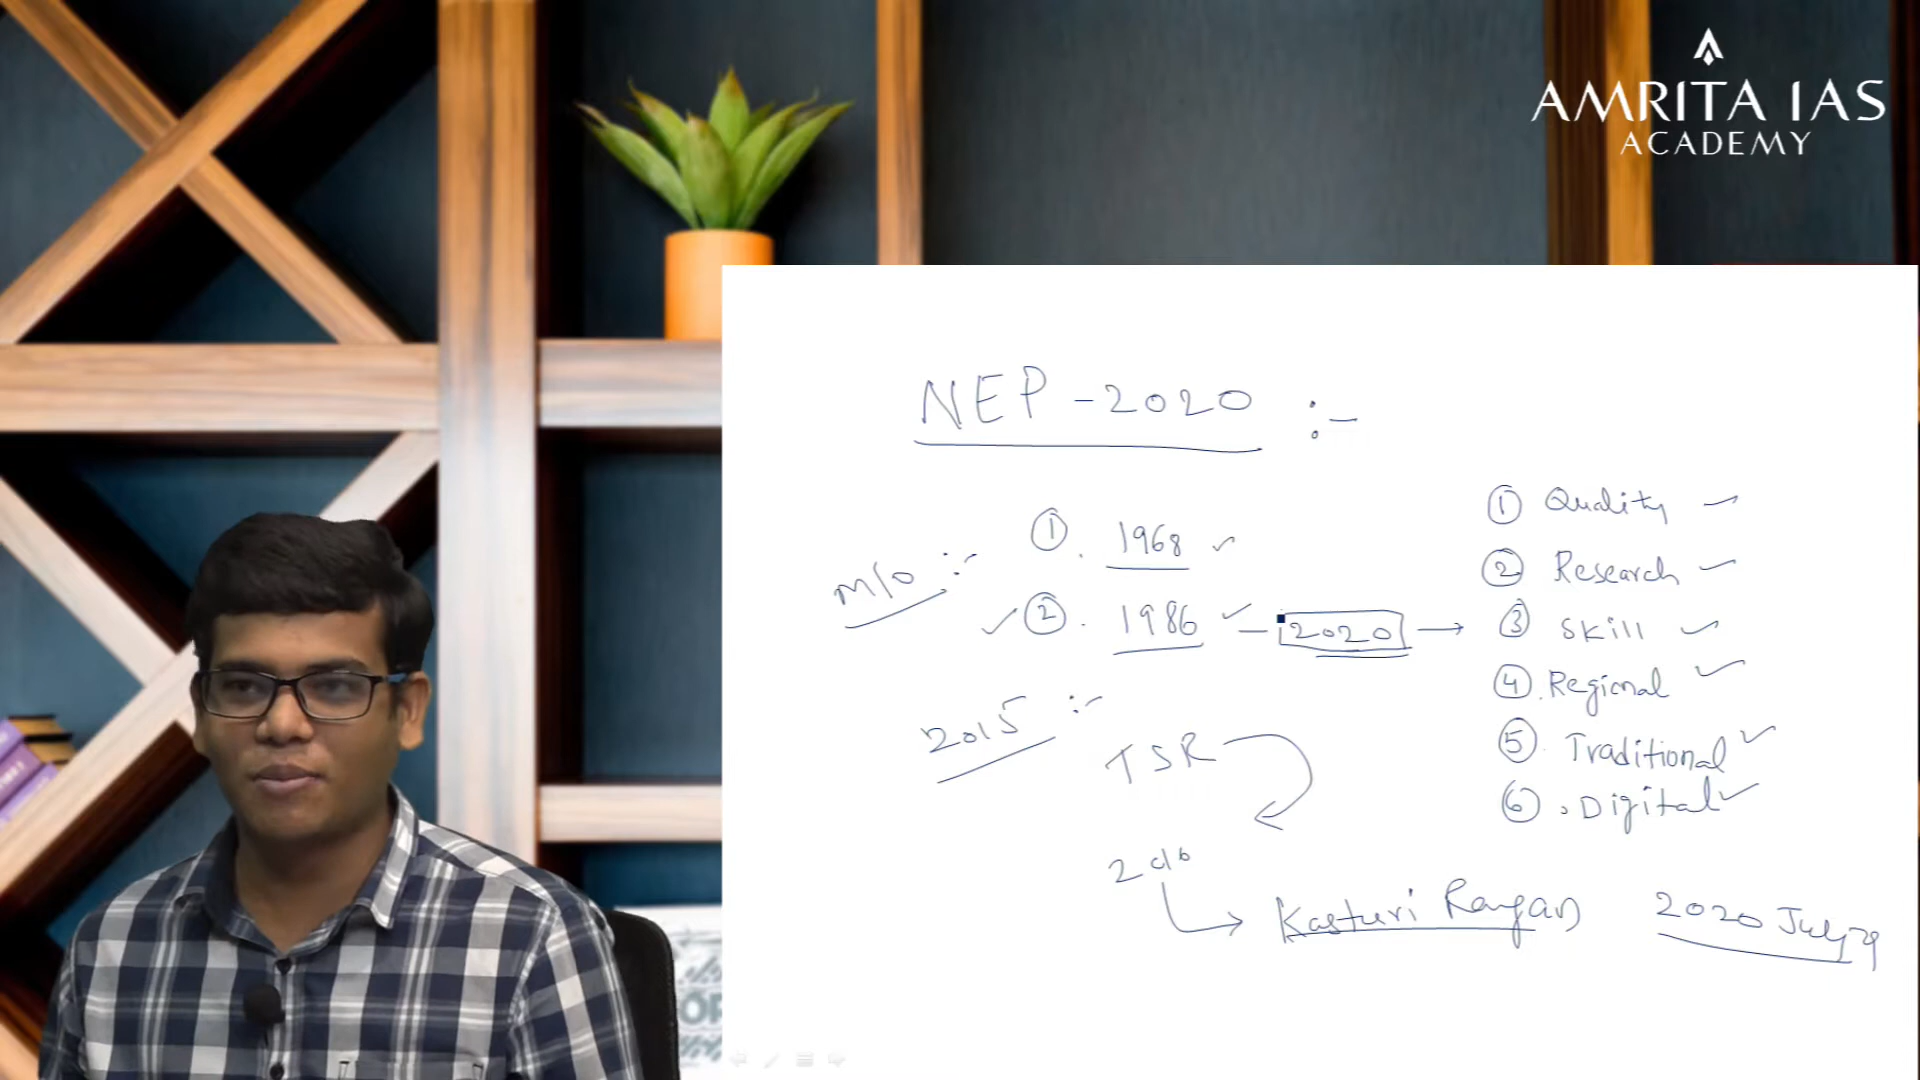 AMRITA IAS
ACADEMY
NEP - 2020 :-
M/O :-
① . 1968
② . 1986 — 2020 →
2015 :-
TSR
Kasturi Rangan
2020 July 29
① Quality
② Research
③ Skill
④ . Regional
⑤ . Traditional
⑥ . Digital